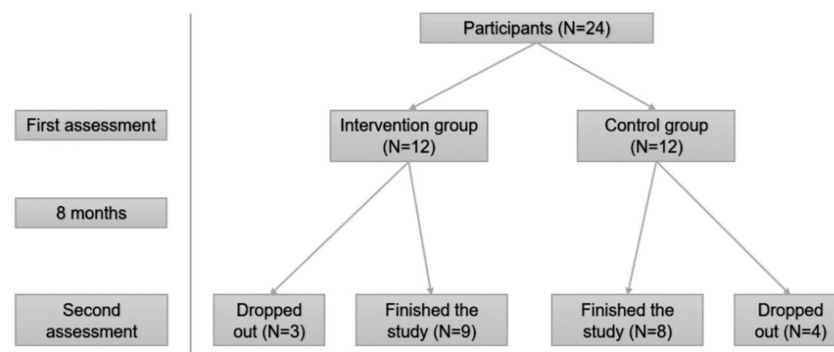 Participants (N=24)
First assessment
Intervention group
(N=12)
Control group
(N=12)
8 months
Second
assessment
Dropped
out (N=3)
Finished the
study (N=9)
Finished the
study (N=8)
Dropped
out (N=4)